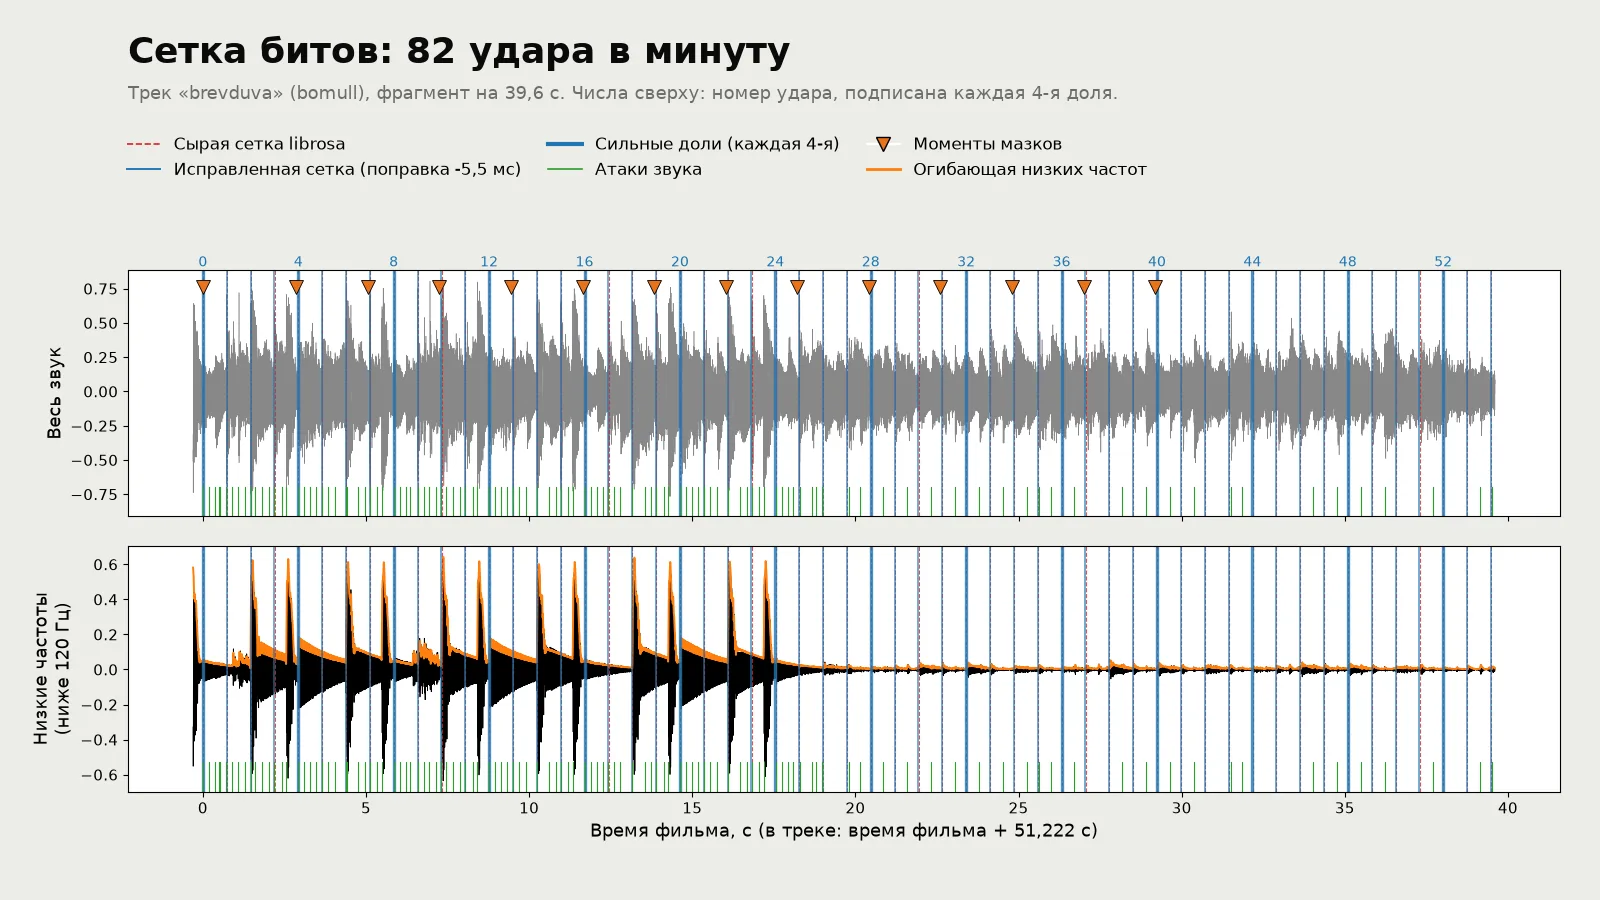 Сетка битов: 82 удара в минуту
Трек «brevduva» (bomull), фрагмент на 39,6 с. Числа сверху: номер удара, подписана каждая 4-я доля.
Сырая сетка librosa
Сильные доли (каждая 4-я)
Моменты мазков
Исправленная сетка (поправка -5,5 мс)
Атаки звука
Огибающая низких частот
0 4 8 12 16 20 24 28 32 36 40 44 48 52
Весь звук
0.75
0.50
0.25
0.00
−0.25
−0.50
−0.75
Низкие частоты
(ниже 120 Гц)
0.6
0.4
0.2
0.0
−0.2
−0.4
−0.6
0 5 10 15 20 25 30 35 40
Время фильма, с (в треке: время фильма + 51,222 с)